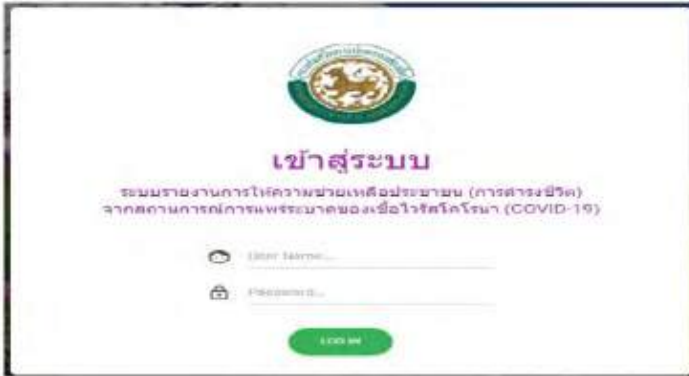 เข้าสู่ระบบ
ระบบรายงานการให้ความช่วยเหลือประชาชน (การดำรงชีวิต)
จากสถานการณ์การแพร่ระบาดของเชื้อไวรัสโคโรนา (COVID-19)
User Name...
Password...
LOG IN